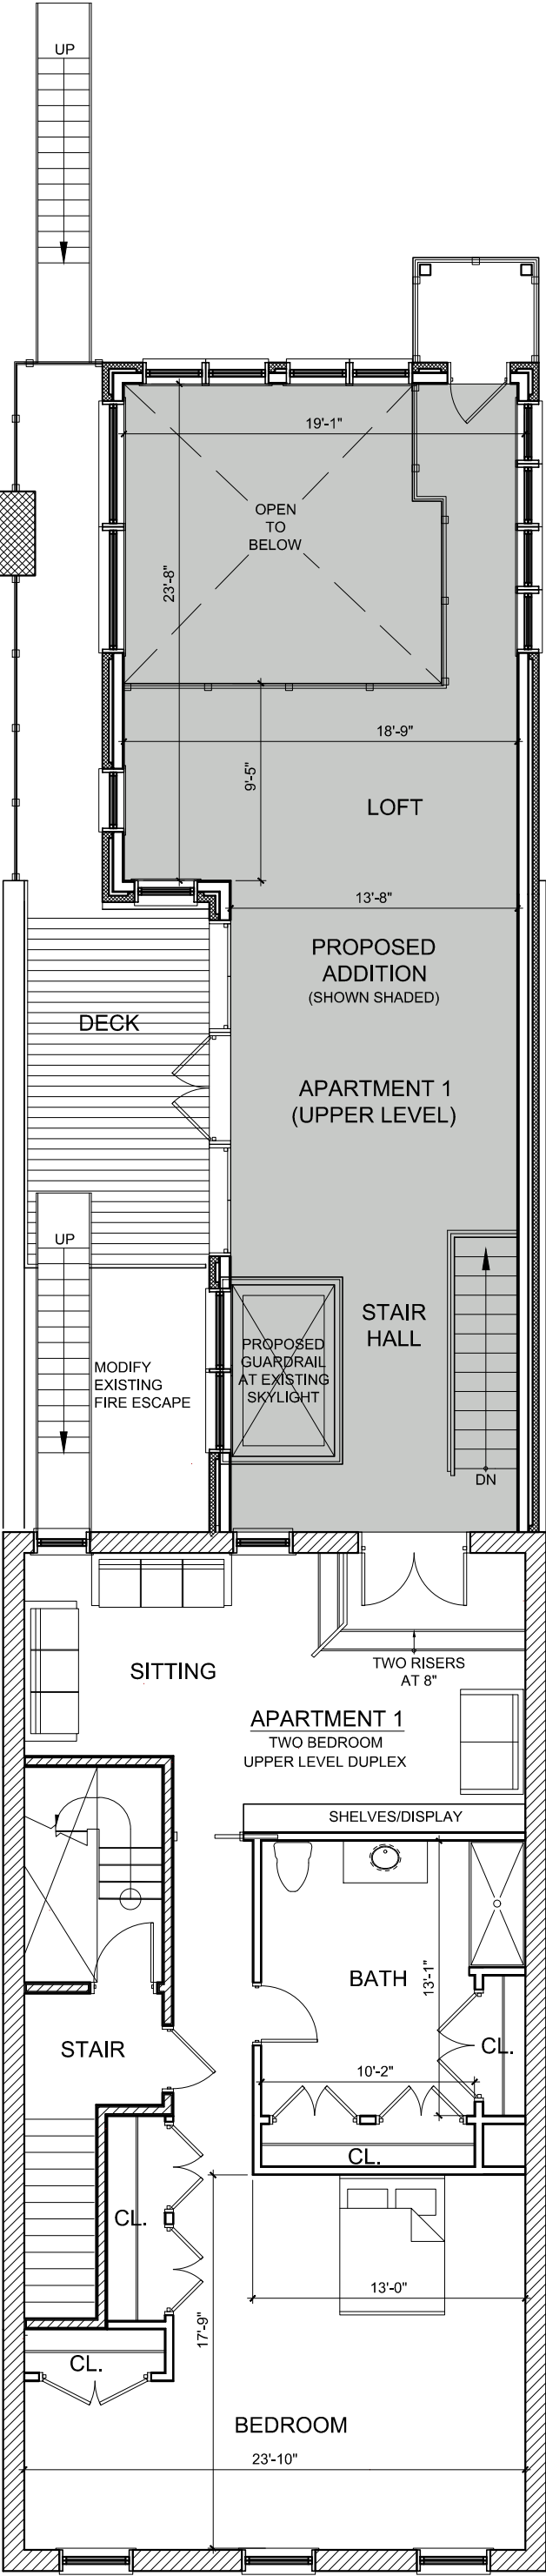 UP
19'-1"
OPEN
TO
BELOW
23'-8"
18'-9"
9'-5"
LOFT
13'-8"
PROPOSED
ADDITION
(SHOWN SHADED)
DECK
APARTMENT 1
(UPPER LEVEL)
UP
STAIR
HALL
PROPOSED
GUARDRAIL
AT EXISTING
SKYLIGHT
MODIFY
EXISTING
FIRE ESCAPE
DN
SITTING
TWO RISERS
AT 8"
APARTMENT 1
TWO BEDROOM
UPPER LEVEL DUPLEX
SHELVES/DISPLAY
BATH
13'-1"
STAIR
CL.
10'-2"
CL.
CL.
13'-0"
17'-9"
CL.
BEDROOM
23'-10"